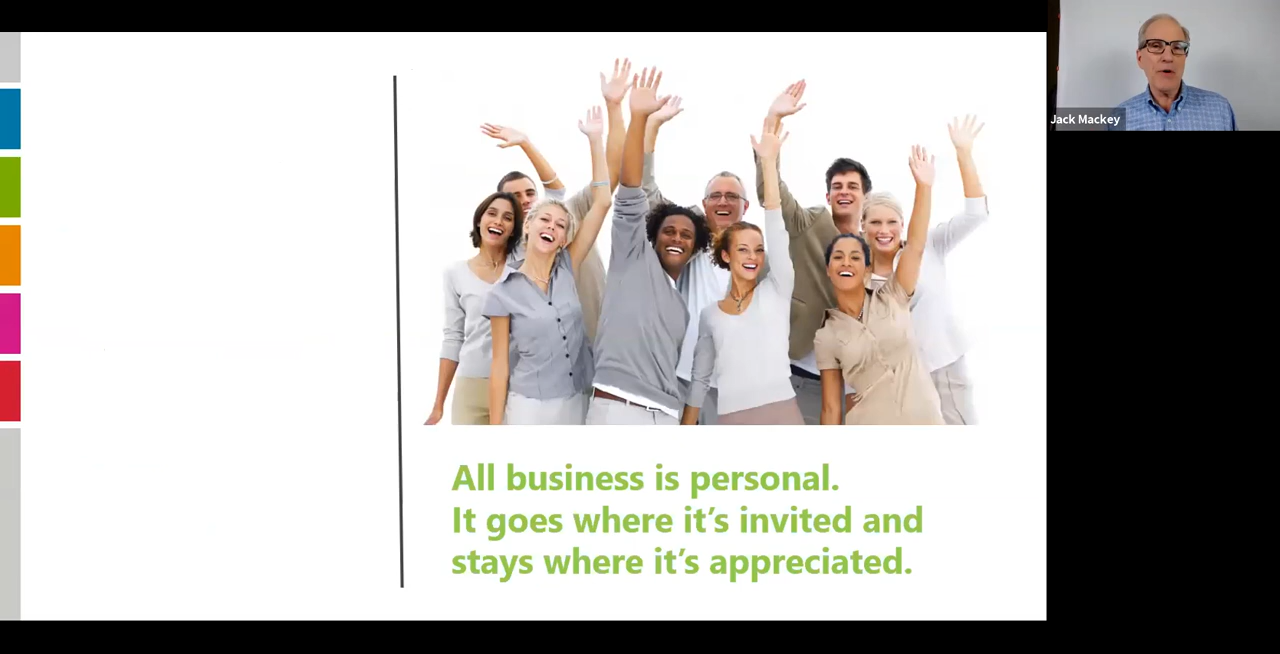 Jack Mackey
All business is personal.
It goes where it’s invited and
stays where it’s appreciated.